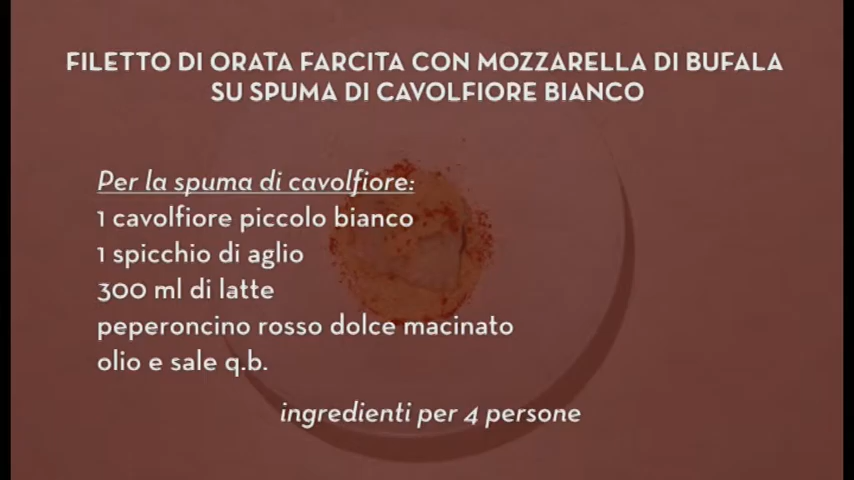 FILETTO DI ORATA FARCITA CON MOZZARELLA DI BUFALA
SU SPUMA DI CAVOLFIORE BIANCO
Per la spuma di cavolfiore:
1 cavolfiore piccolo bianco
1 spicchio di aglio
300 ml di latte
peperoncino rosso dolce macinato
olio e sale q.b.
ingredienti per 4 persone